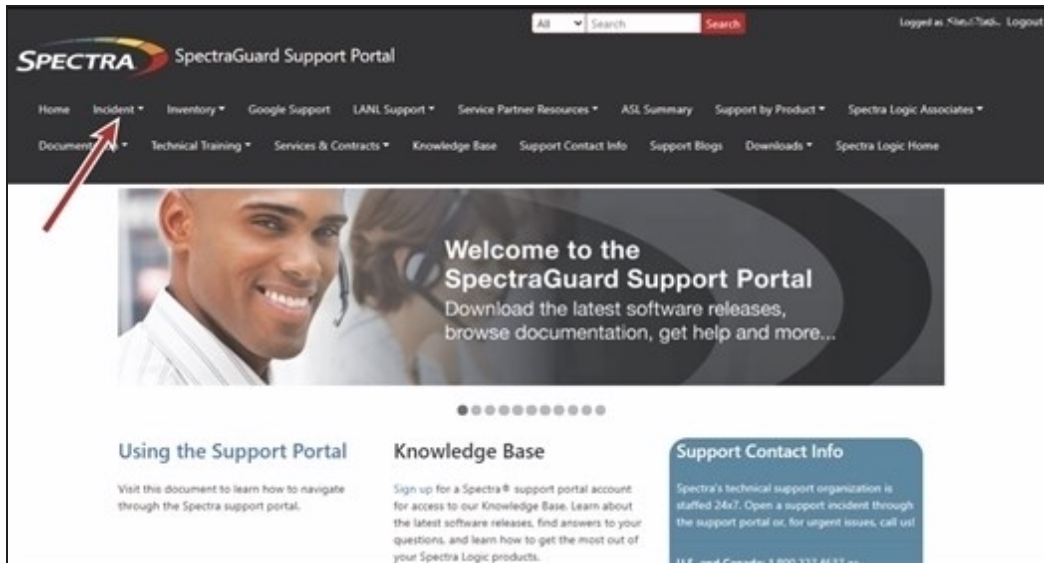 All Search Search Logged as Logout
SPECTRA SpectraGuard Support Portal
Home Incident Inventory Google Support LANL Support Service Partner Resources ASL Summary Support by Product Spectra Logic Associates
Technical Training Services & Contracts Knowledge Base Support Contact Info Support Blogs Downloads Spectra Logic Home
Welcome to the
SpectraGuard Support Portal
Download the latest software releases,
browse documentation, get help and more...
Using the Support Portal
Visit this document to learn how to navigate
through the Spectra support portal.
Knowledge Base
Sign up for a Spectra® support portal account
for access to our Knowledge Base. Learn about
the latest software releases, find answers to your
questions, and learn how to get the most out of
your Spectra Logic products.
Support Contact Info
Spectra's technical support organization is
staffed 24x7. Open a support incident through
the support portal or, for urgent issues, call us!